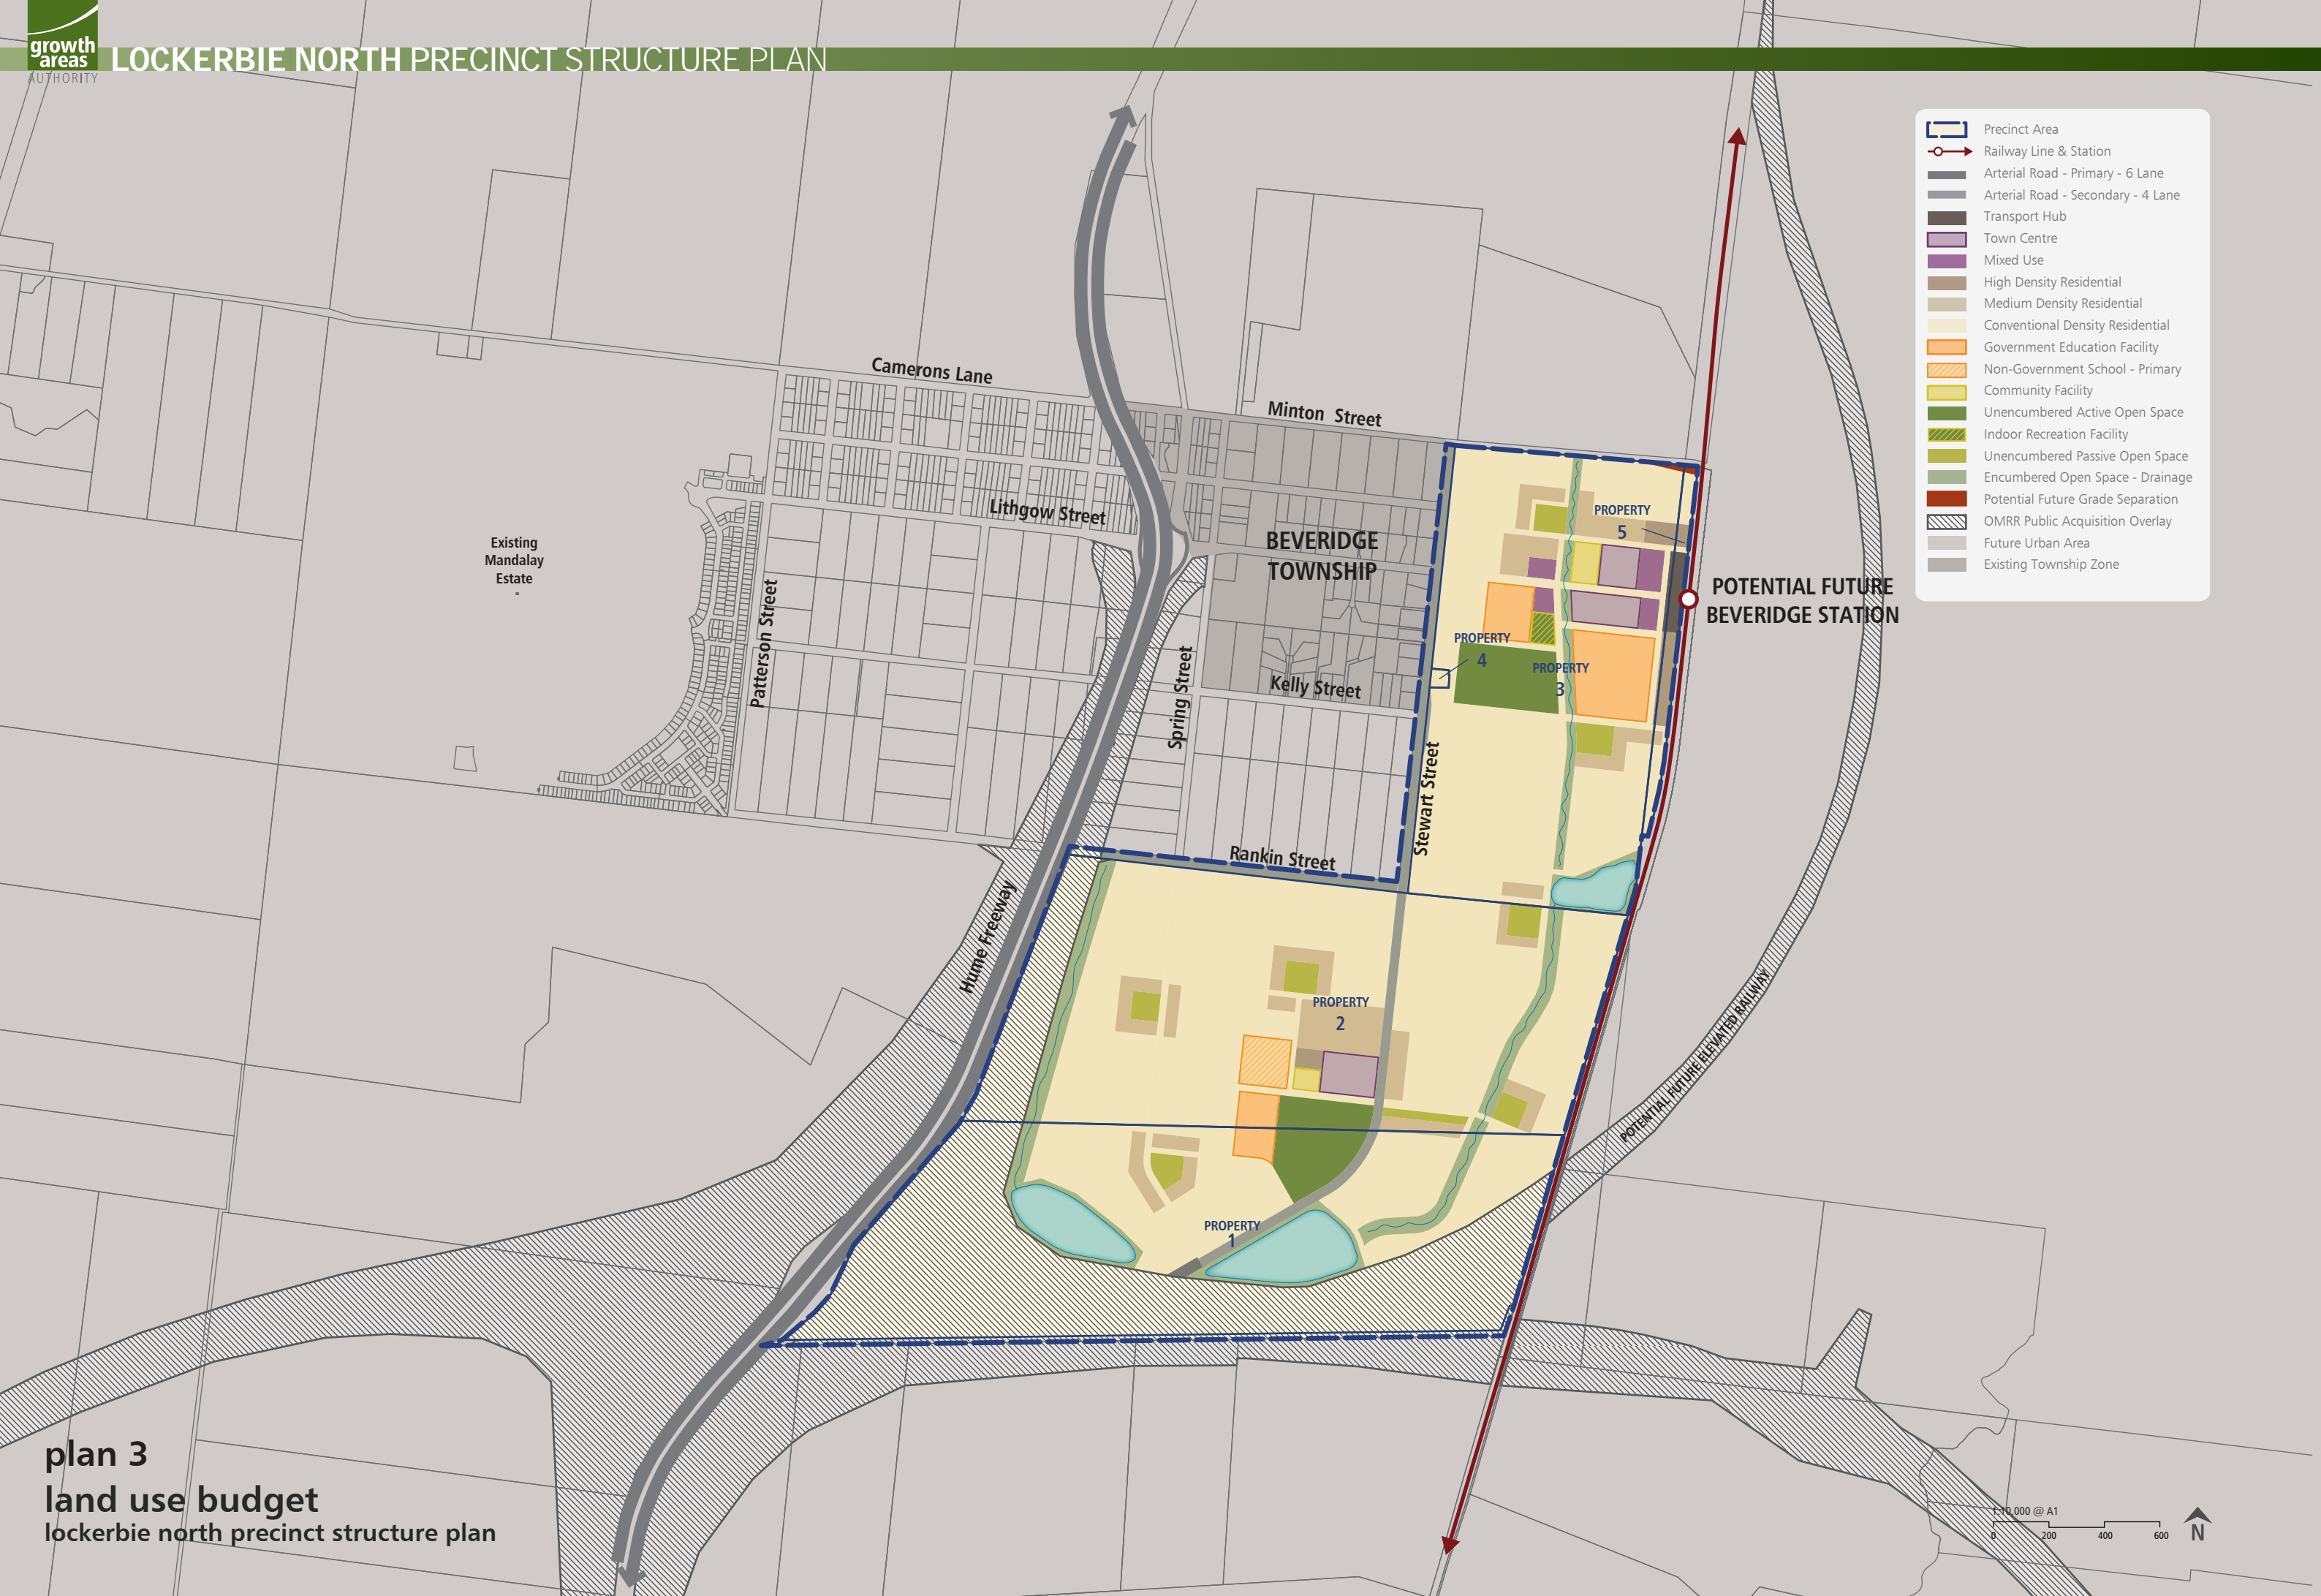 growth
areas
AUTHORITY
LOCKERBIE NORTH PRECINCT STRUCTURE PLAN
Precinct Area
Railway Line & Station
Arterial Road - Primary - 6 Lane
Arterial Road - Secondary - 4 Lane
Transport Hub
Town Centre
Mixed Use
High Density Residential
Medium Density Residential
Conventional Density Residential
Government Education Facility
Non-Government School - Primary
Community Facility
Unencumbered Active Open Space
Indoor Recreation Facility
Unencumbered Passive Open Space
Encumbered Open Space - Drainage
Potential Future Grade Separation
OMRR Public Acquisition Overlay
Future Urban Area
Existing Township Zone
Camerons Lane
Minton Street
Lithgow Street
BEVERIDGE
TOWNSHIP
Existing
Mandalay
Estate
PROPERTY
5
POTENTIAL FUTURE
BEVERIDGE STATION
Patterson Street
PROPERTY
4
PROPERTY
3
Spring Street
Kelly Street
Stewart Street
Rankin Street
Hume Freeway
PROPERTY
2
POTENTIAL FUTURE ELEVATED RAILWAY
PROPERTY
1
plan 3
land use budget
lockerbie north precinct structure plan
1:10,000 @ A1
0 200 400 600
N